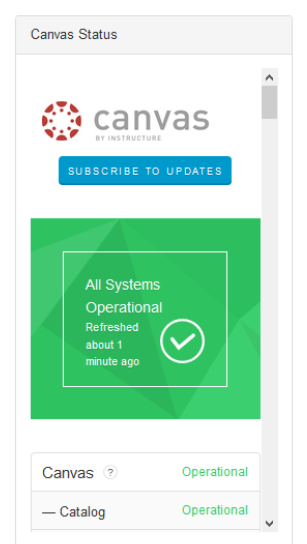 Canvas Status
canvas
BY INSTRUCTURE
SUBSCRIBE TO UPDATES
All Systems
Operational
Refreshed
about 1
minute ago
Canvas ? Operational
— Catalog Operational